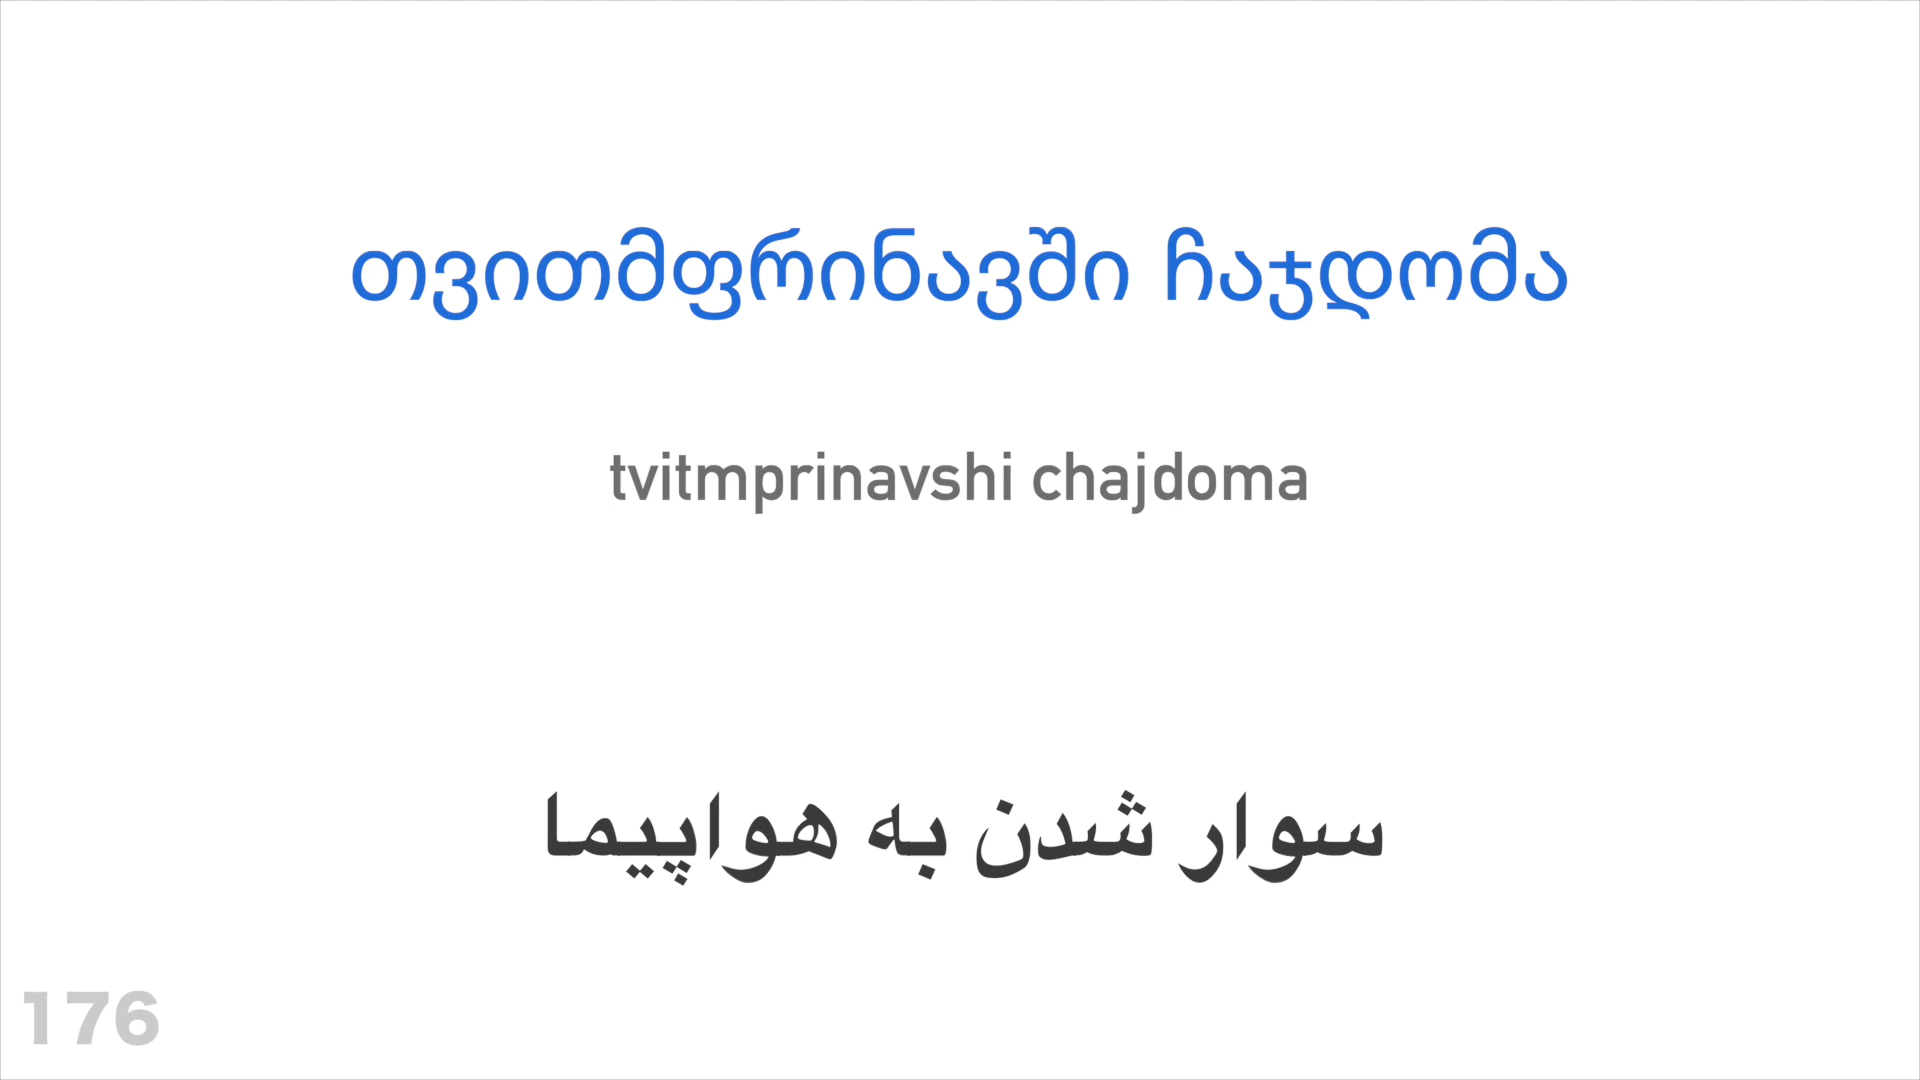 თვითმფრინავში ჩაჯდომა
tvitmprinavshi chajdoma
سوار شدن به هواپیما
176